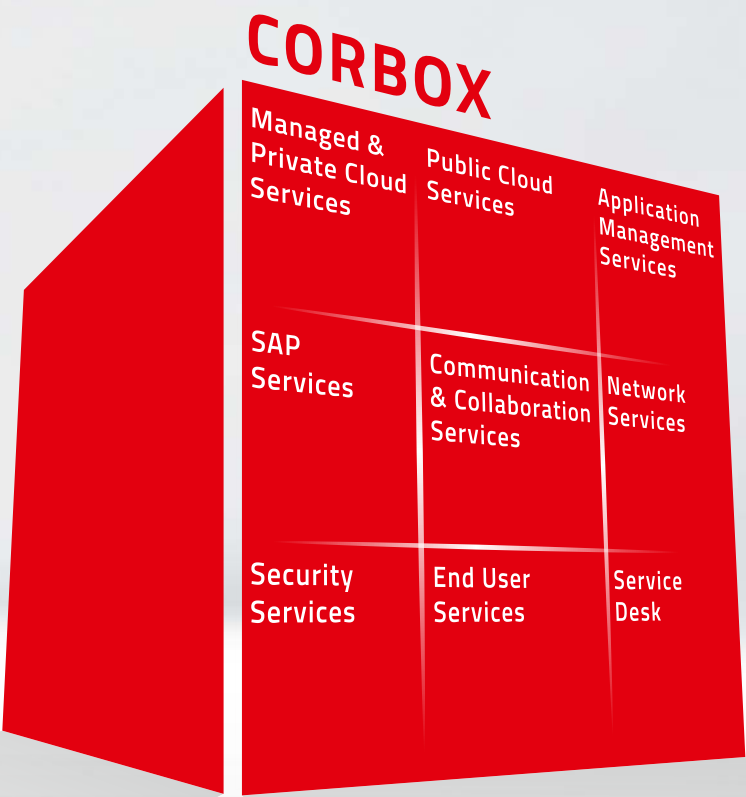 CORBOX
Managed &
Private Cloud
Services
Public Cloud
Services
Application
Management
Services
SAP
Services
Communication
& Collaboration
Services
Network
Services
Security
Services
End User
Services
Service
Desk